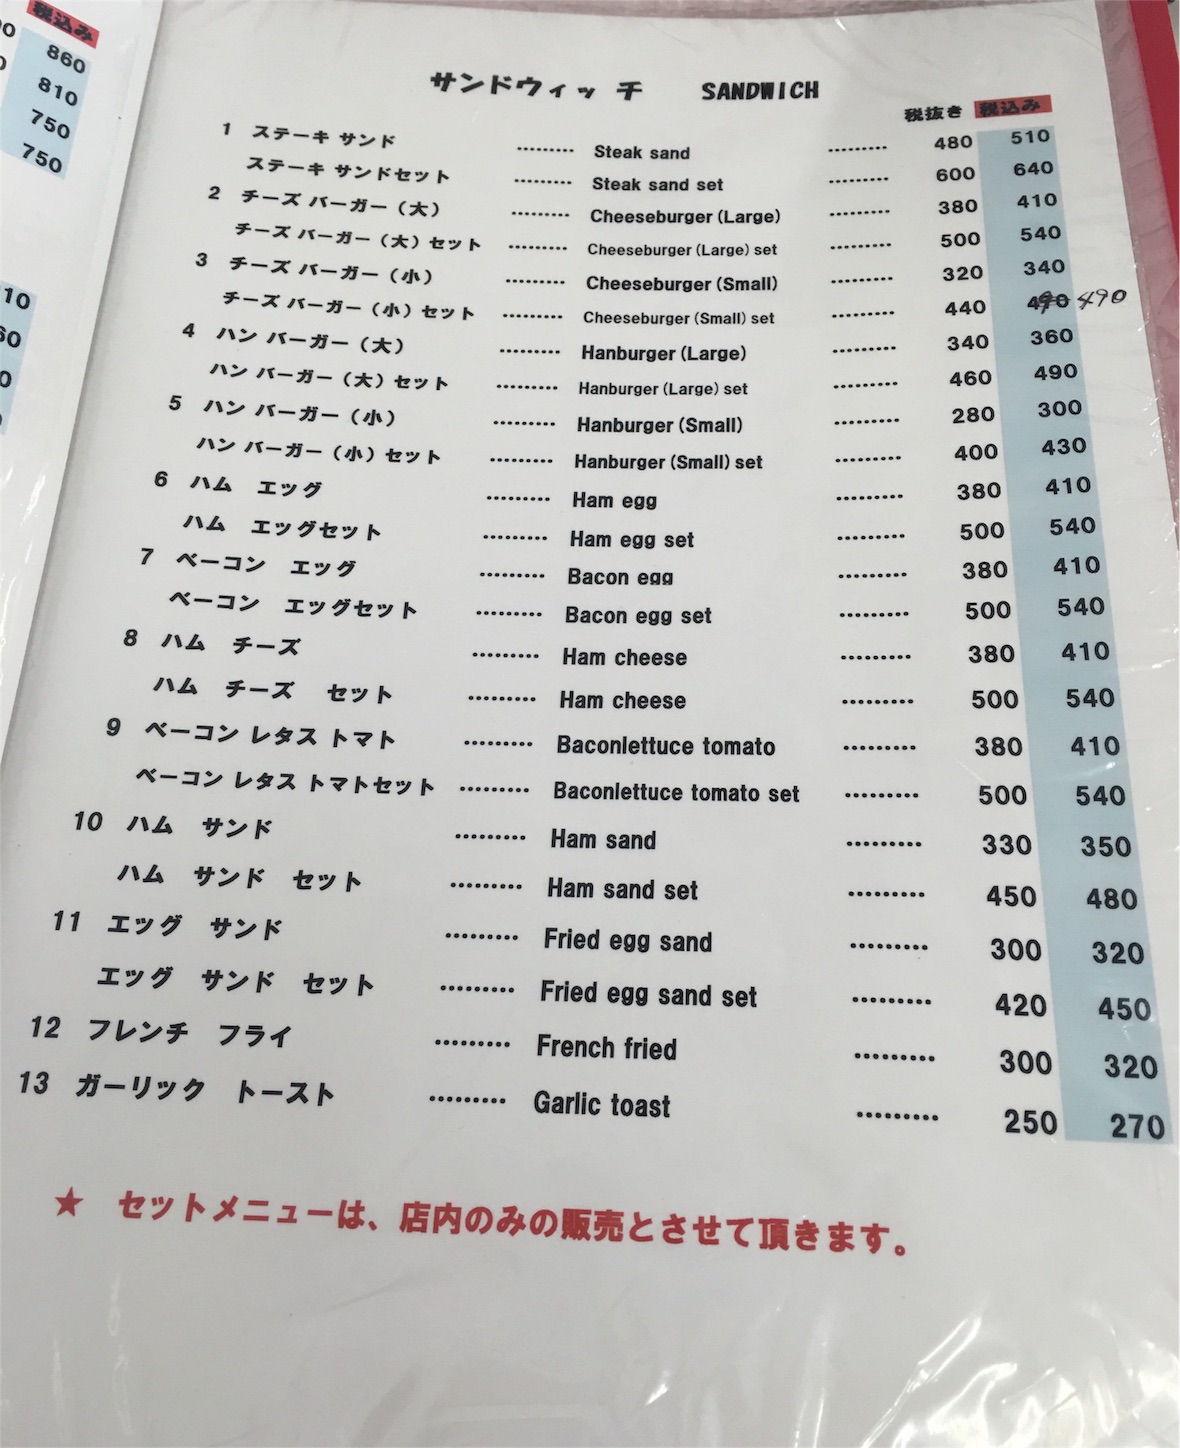 税込み
860
810
750
750
サンドウィッチ SANDWICH
税抜き 税込み
1 ステーキ サンド ……… Steak sand ……… 480 510
ステーキ サンドセット ……… Steak sand set ……… 600 640
2 チーズ バーガー（大） ……… Cheeseburger（Large） ……… 380 410
チーズ バーガー（大）セット ……… Cheeseburger（Large）set ……… 500 540
3 チーズ バーガー（小） ……… Cheeseburger（Small） ……… 320 340
チーズ バーガー（小）セット ……… Cheeseburger（Small）set ……… 440 490
4 ハン バーガー（大） ……… Hanburger（Large） ……… 340 360
ハン バーガー（大）セット ……… Hanburger（Large）set ……… 460 490
5 ハン バーガー（小） ……… Hanburger（Small） ……… 280 300
ハン バーガー（小）セット ……… Hanburger（Small）set ……… 400 430
6 ハム エッグ ……… Ham egg ……… 380 410
ハム エッグセット ……… Ham egg set ……… 500 540
7 ベーコン エッグ ……… Bacon egg ……… 380 410
ベーコン エッグセット ……… Bacon egg set ……… 500 540
8 ハム チーズ ……… Ham cheese ……… 380 410
ハム チーズ セット ……… Ham cheese ……… 500 540
9 ベーコン レタス トマト ……… Baconlettuce tomato ……… 380 410
ベーコン レタス トマトセット ……… Baconlettuce tomato set ……… 500 540
10 ハム サンド ……… Ham sand ……… 330 350
ハム サンド セット ……… Ham sand set ……… 450 480
11 エッグ サンド ……… Fried egg sand ……… 300 320
エッグ サンド セット ……… Fried egg sand set ……… 420 450
12 フレンチ フライ ……… French fried ……… 300 320
13 ガーリック トースト ……… Garlic toast ……… 250 270
★ セットメニューは、店内のみの販売とさせて頂きます。